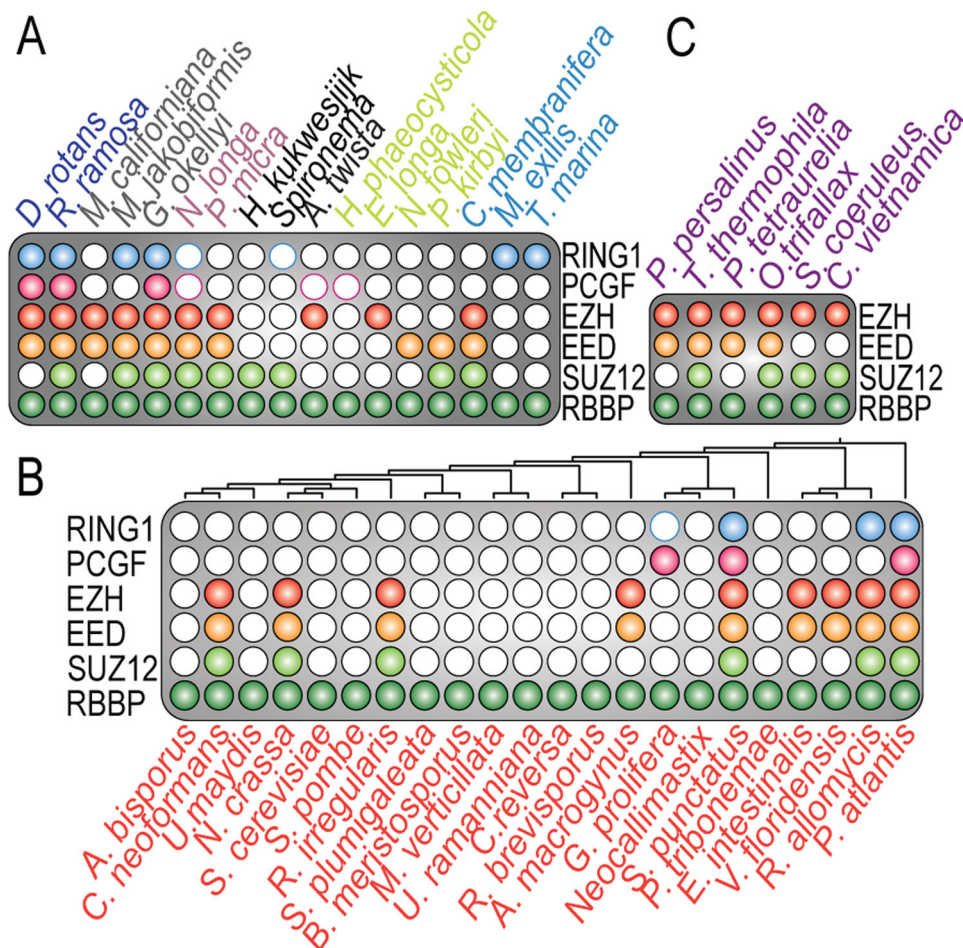 A
D. rotans
R. ramosa
M. californiana
M. jakobiformis
G. okellyi
N. longa
P. micra
H. kukwesjijk
Spironema
A. twista
H. phaeocysticola
E. longa
N. fowleri
P. kirbyi
C. membranifera
M. exilis
T. marina
RING1
PCGF
EZH
EED
SUZ12
RBBP
C
P. persalinus
T. thermophila
P. tetraurelia
O.trifallax
S. coeruleus
C. vietnamica
EZH
EED
SUZ12
RBBP
B
RING1
PCGF
EZH
EED
SUZ12
RBBP
A. bisporus
C. neoformans
U. maydis
N. crassa
S. cerevisiae
S. pombe
R. irregularis
S. plumigaleata
B. meristosporus
M. verticillata
U. ramanniana
C.reversa
R. brevisporus
A. macrogynus
G. prolifera
Neocallimastix
S. punctatus
P. tribonemae
E. intestinalis
V. floridensis
R. allomycis
P. atlantis